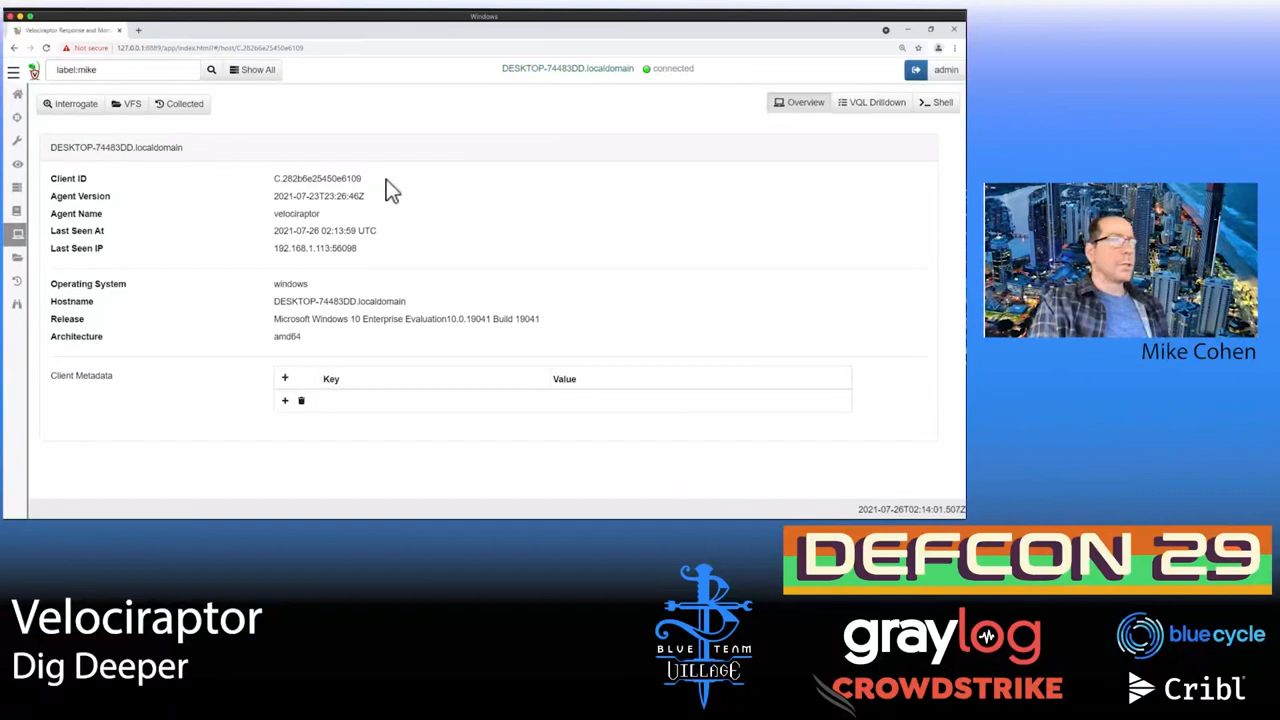 Windows
Velociraptor Response and Mon
Not secure 127.0.0.1:8889/app/index.html?#/host/C.282b6e25450e6109
label:mike
Show All
DESKTOP-74483DD.localdomain connected
admin
Interrogate VFS Collected
Overview VQL Drilldown >_ Shell
DESKTOP-74483DD.localdomain
Client ID C.282b6e25450e6109
Agent Version 2021-07-23T23:26:46Z
Agent Name velociraptor
Last Seen At 2021-07-26 02:13:59 UTC
Last Seen IP 192.168.1.113:56098
Operating System windows
Hostname DESKTOP-74483DD.localdomain
Release Microsoft Windows 10 Enterprise Evaluation10.0.19041 Build 19041
Architecture amd64
Client Metadata
Key Value
2021-07-26T02:14:01.507Z
Mike Cohen
Velociraptor
Dig Deeper
BLUE TEAM
VILLAGE
DEFCON 29
graylog
blue cycle
CROWDSTRIKE
Cribl